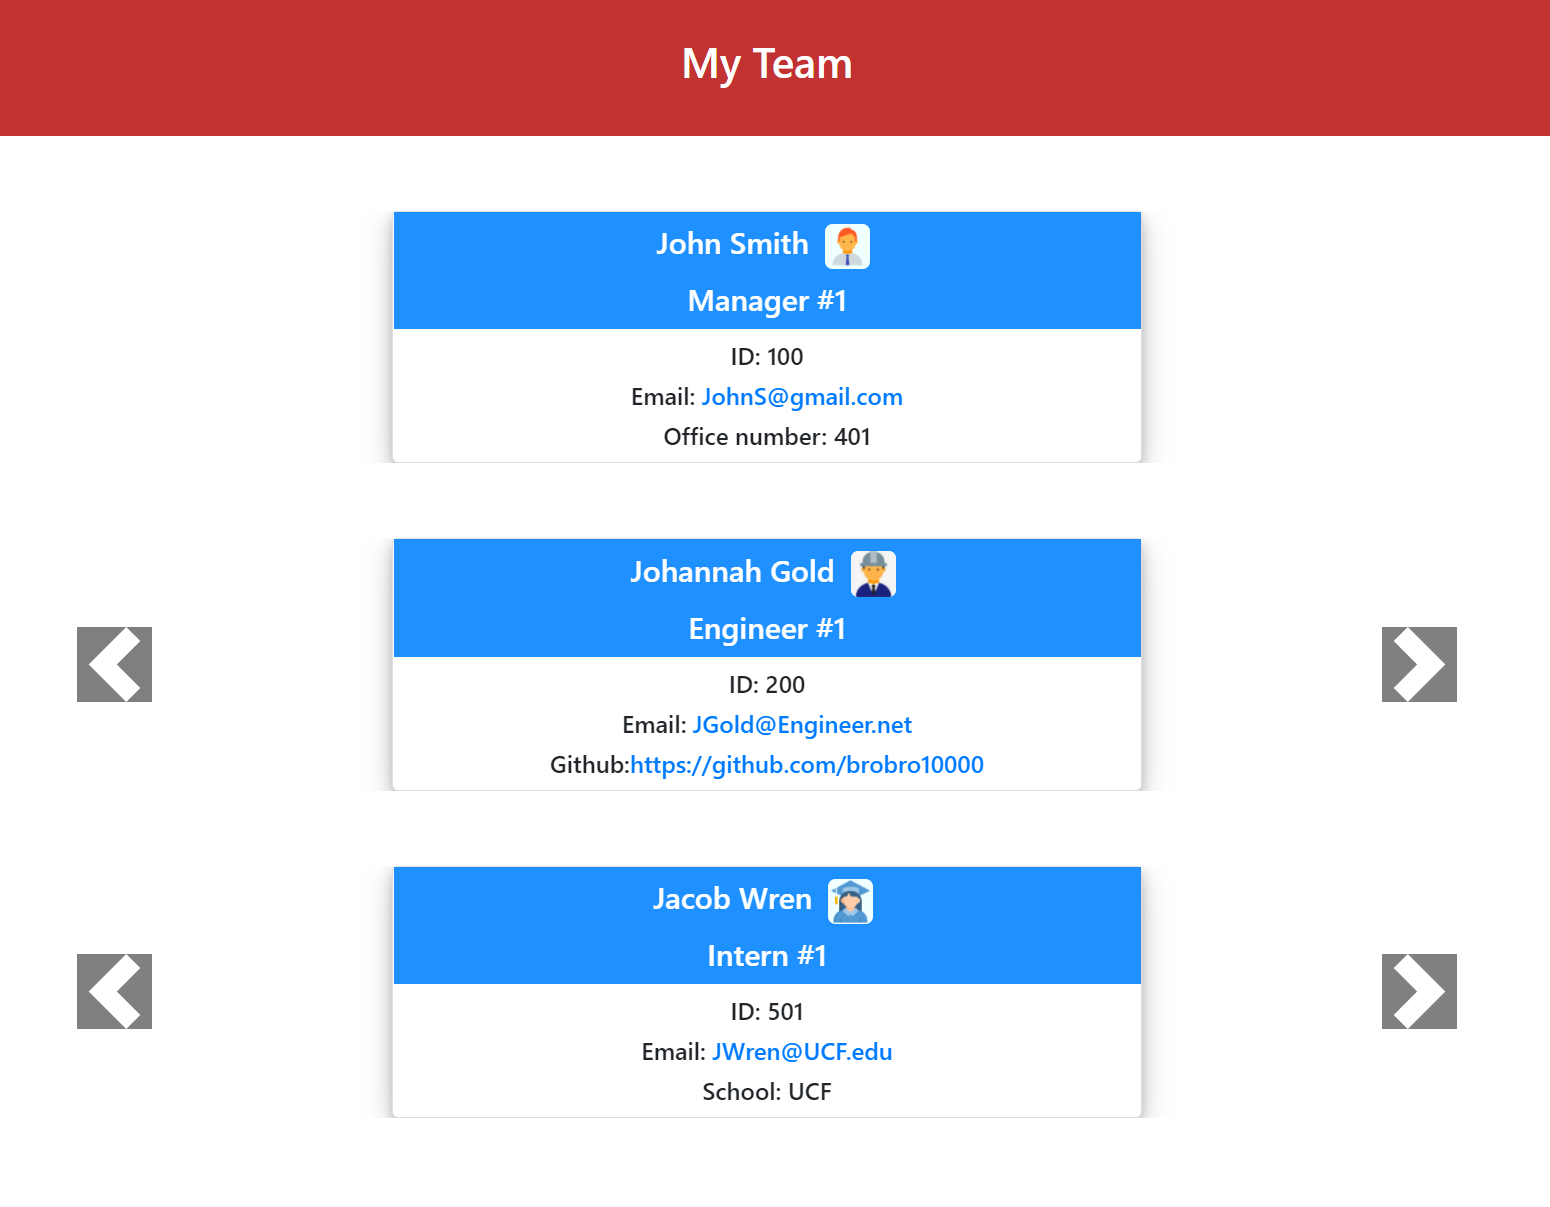 My Team
John Smith
Manager #1
ID: 100
Email: JohnS@gmail.com
Office number: 401
Johannah Gold
Engineer #1
ID: 200
Email: JGold@Engineer.net
Github:https://github.com/brobro10000
Jacob Wren
Intern #1
ID: 501
Email: JWren@UCF.edu
School: UCF